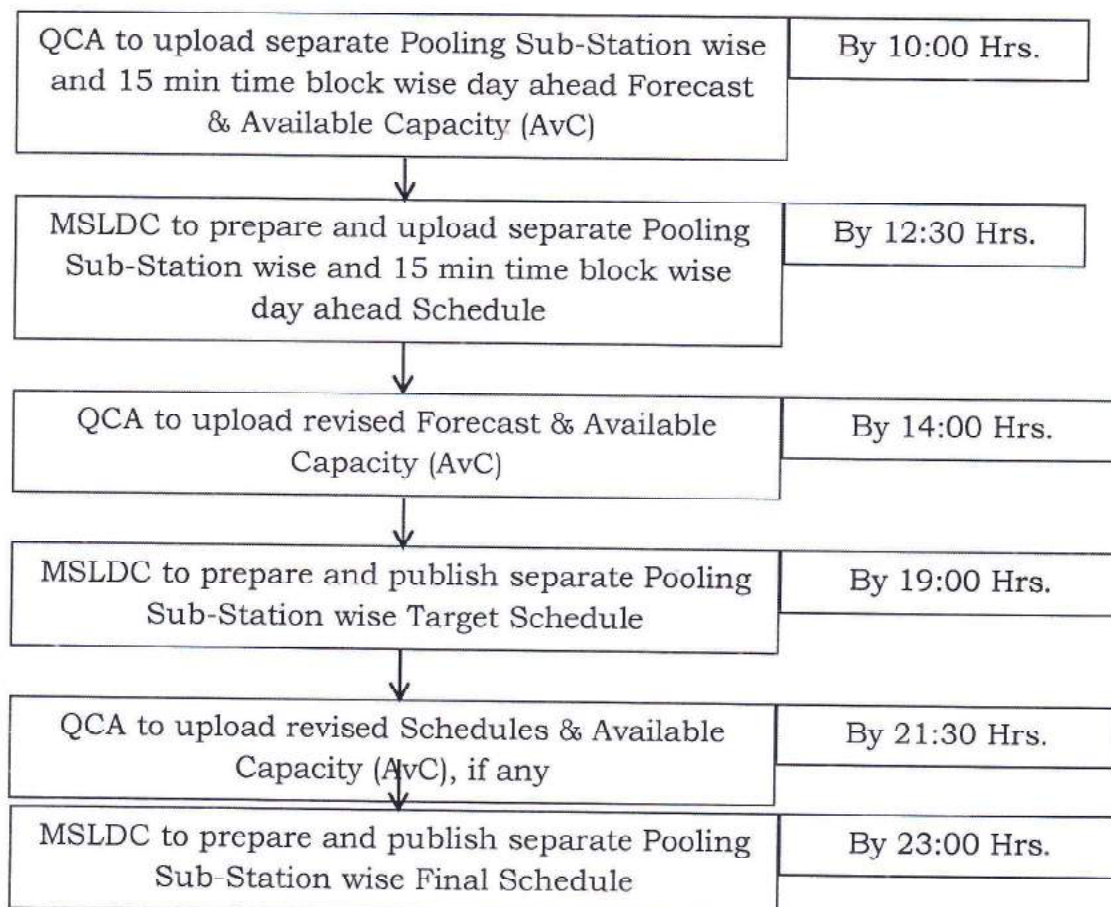 QCA to upload separate Pooling Sub-Station wise
and 15 min time block wise day ahead Forecast
& Available Capacity (AvC)
By 10:00 Hrs.
MSLDC to prepare and upload separate Pooling
Sub-Station wise and 15 min time block wise
day ahead Schedule
By 12:30 Hrs.
QCA to upload revised Forecast & Available
Capacity (AvC)
By 14:00 Hrs.
MSLDC to prepare and publish separate Pooling
Sub-Station wise Target Schedule
By 19:00 Hrs.
QCA to upload revised Schedules & Available
Capacity (AvC), if any
By 21:30 Hrs.
MSLDC to prepare and publish separate Pooling
Sub-Station wise Final Schedule
By 23:00 Hrs.